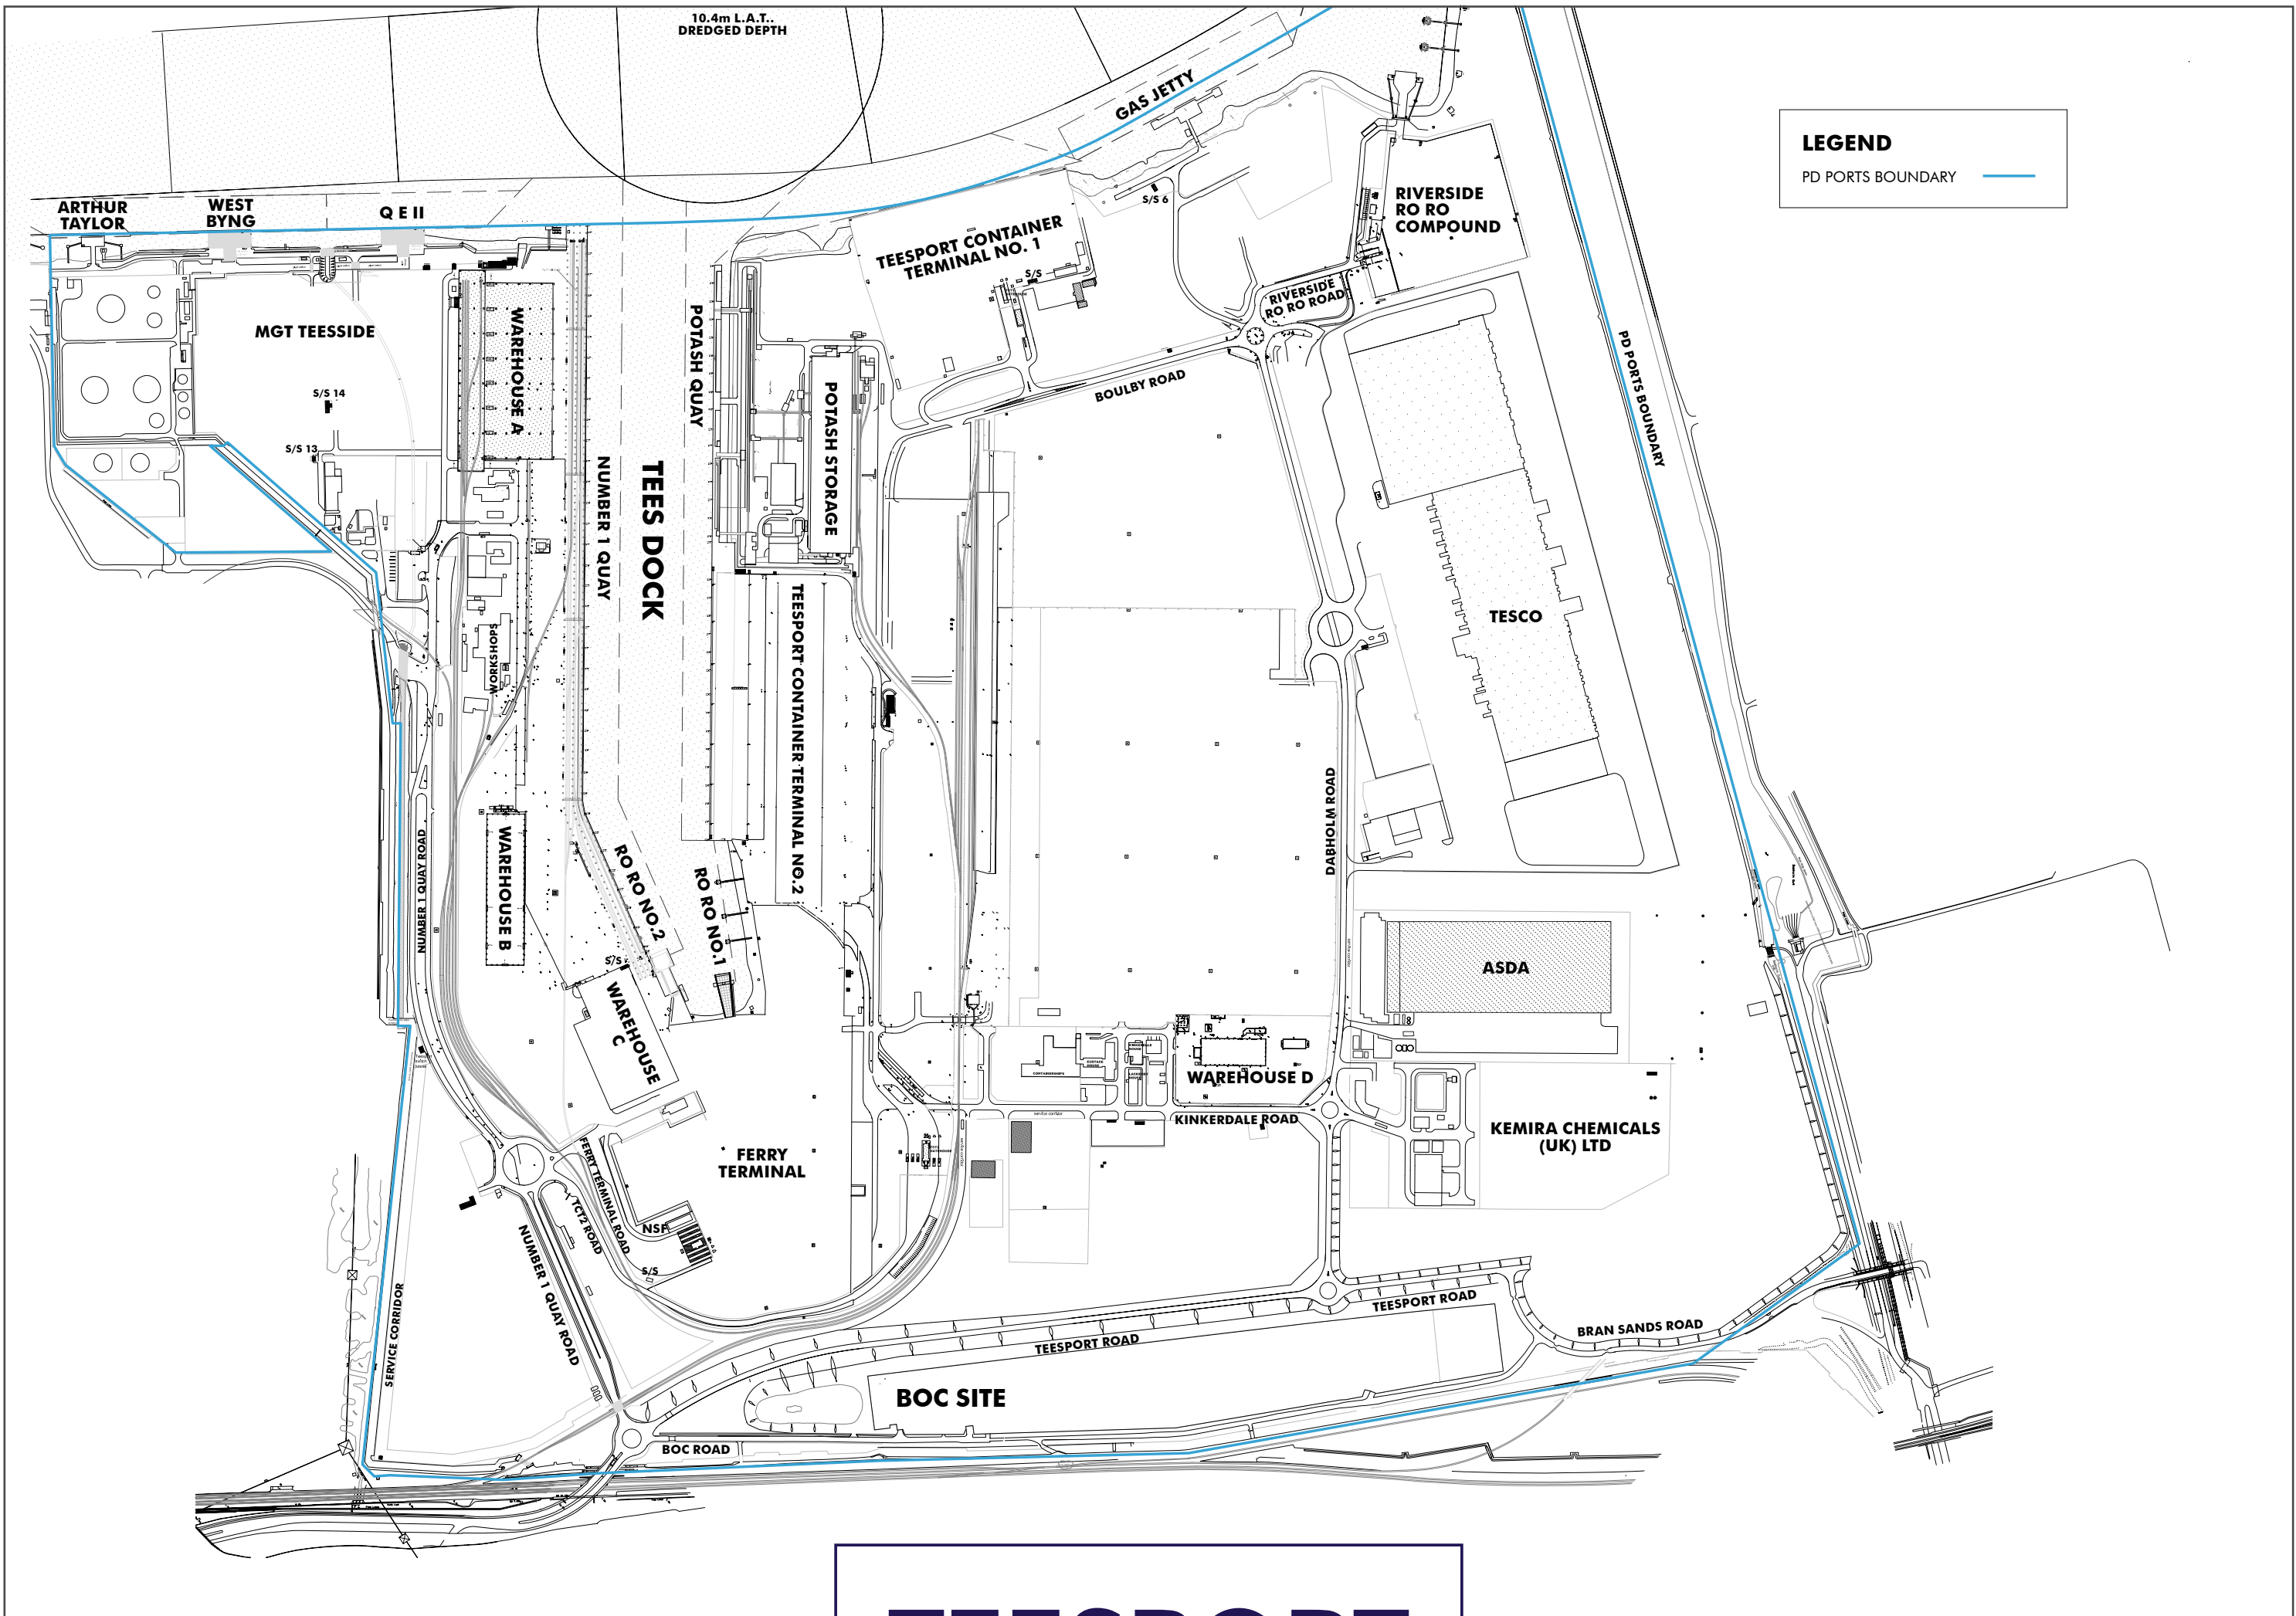 10.4m L.A.T..
DREDGED DEPTH
GAS JETTY
LEGEND
PD PORTS BOUNDARY
ARTHUR
TAYLOR
WEST
BYNG
Q E II
S/S 6
RIVERSIDE
RO RO
COMPOUND
TEESPORT CONTAINER
TERMINAL NO. 1
S/S
RIVERSIDE
RO RO ROAD
MGT TEESSIDE
WAREHOUSE A
POTASH QUAY
POTASH STORAGE
BOULBY ROAD
PD PORTS BOUNDARY
S/S 14
S/S 13
NUMBER 1 QUAY
TEES DOCK
TEESPORT CONTAINER TERMINAL NO.2
WORKSHOPS
TESCO
NUMBER 1 QUAY ROAD
WAREHOUSE B
RO RO NO.2
RO RO NO.1
DABHOLM ROAD
S/S
WAREHOUSE
C
ASDA
WAREHOUSE D
KINKERDALE ROAD
service corridor
KEMIRA CHEMICALS
(UK) LTD
FERRY
TERMINAL
FERRY TERMINAL ROAD
TCT2 ROAD
NSF
S/S
NUMBER 1 QUAY ROAD
SERVICE CORRIDOR
TEESPORT ROAD
TEESPORT ROAD
BRAN SANDS ROAD
BOC SITE
BOC ROAD
TEESPORT